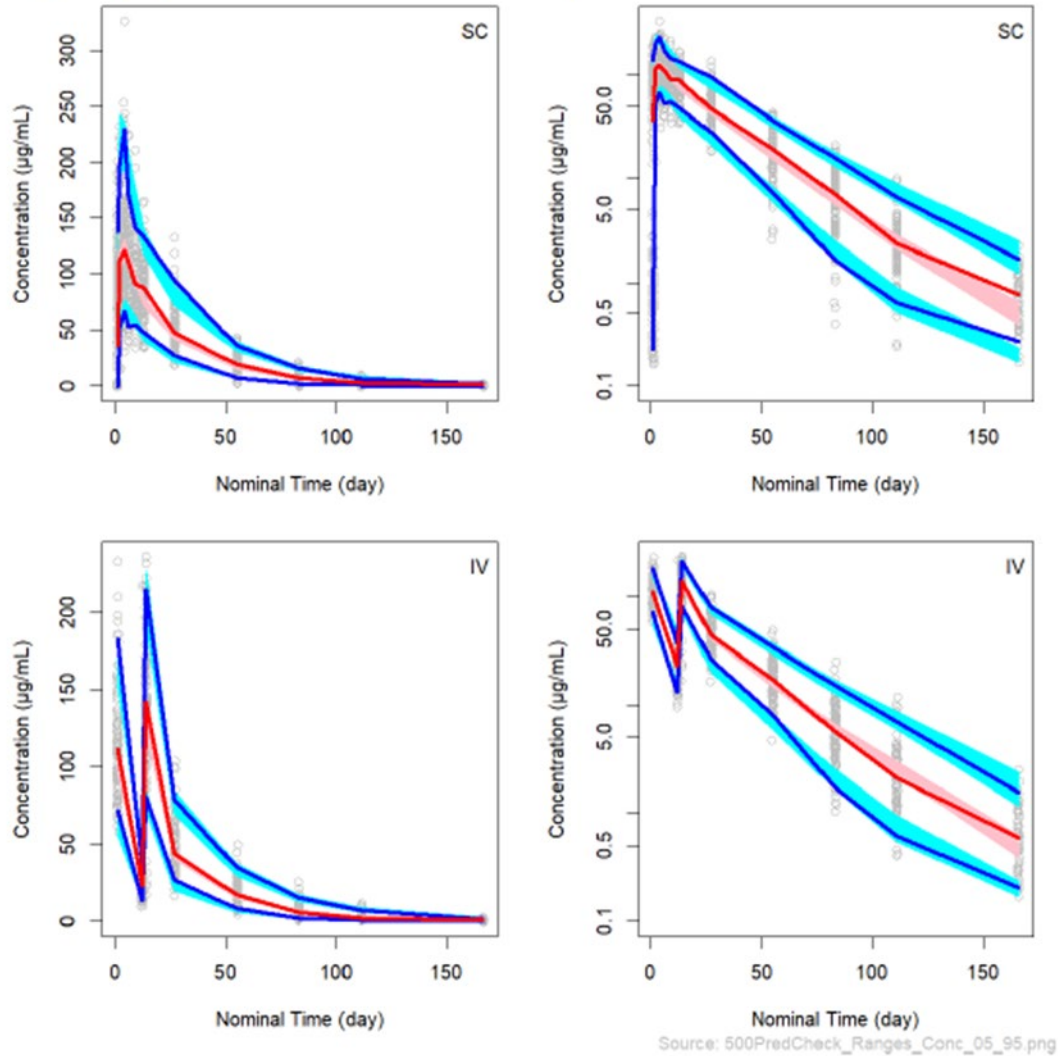 SC
Concentration (µg/mL)
300
250
200
150
100
50
0
0 50 100 150
Nominal Time (day)
SC
Concentration (µg/mL)
50.0
5.0
0.5
0.1
0 50 100 150
Nominal Time (day)
IV
Concentration (µg/mL)
200
150
100
50
0
0 50 100 150
Nominal Time (day)
IV
Concentration (µg/mL)
50.0
5.0
0.5
0.1
0 50 100 150
Nominal Time (day)
Source: 500PredCheck_Ranges_Conc_05_95.png